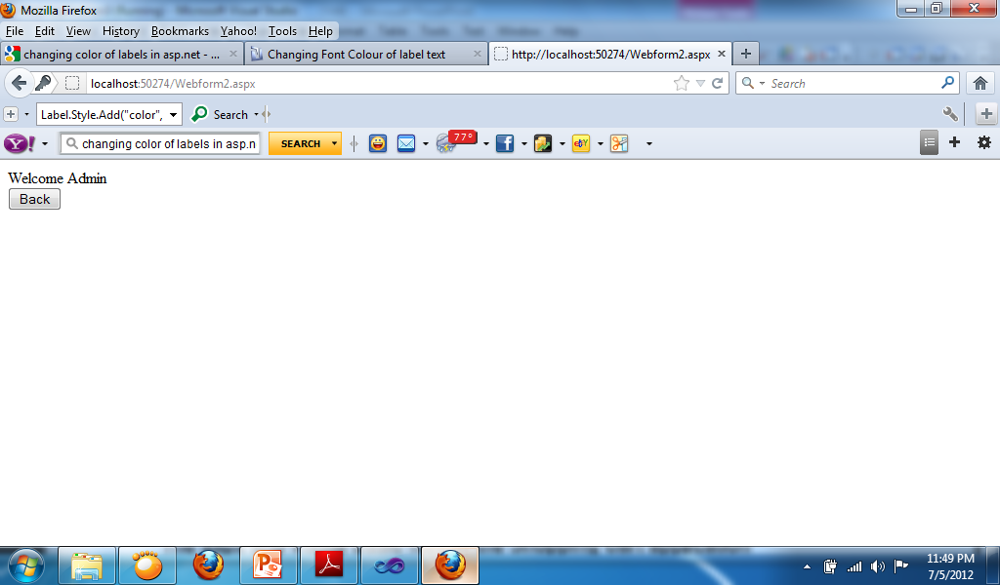 Mozilla Firefox
File Edit View History Bookmarks Yahoo! Tools Help
changing color of labels in asp.net - ... Changing Font Colour of label text http://localhost:50274/Webform2.aspx
localhost:50274/Webform2.aspx Search
Label.Style.Add("color", Search
Y! changing color of labels in asp.n SEARCH 77° f eBY
Welcome Admin
Back
11:49 PM
7/5/2012